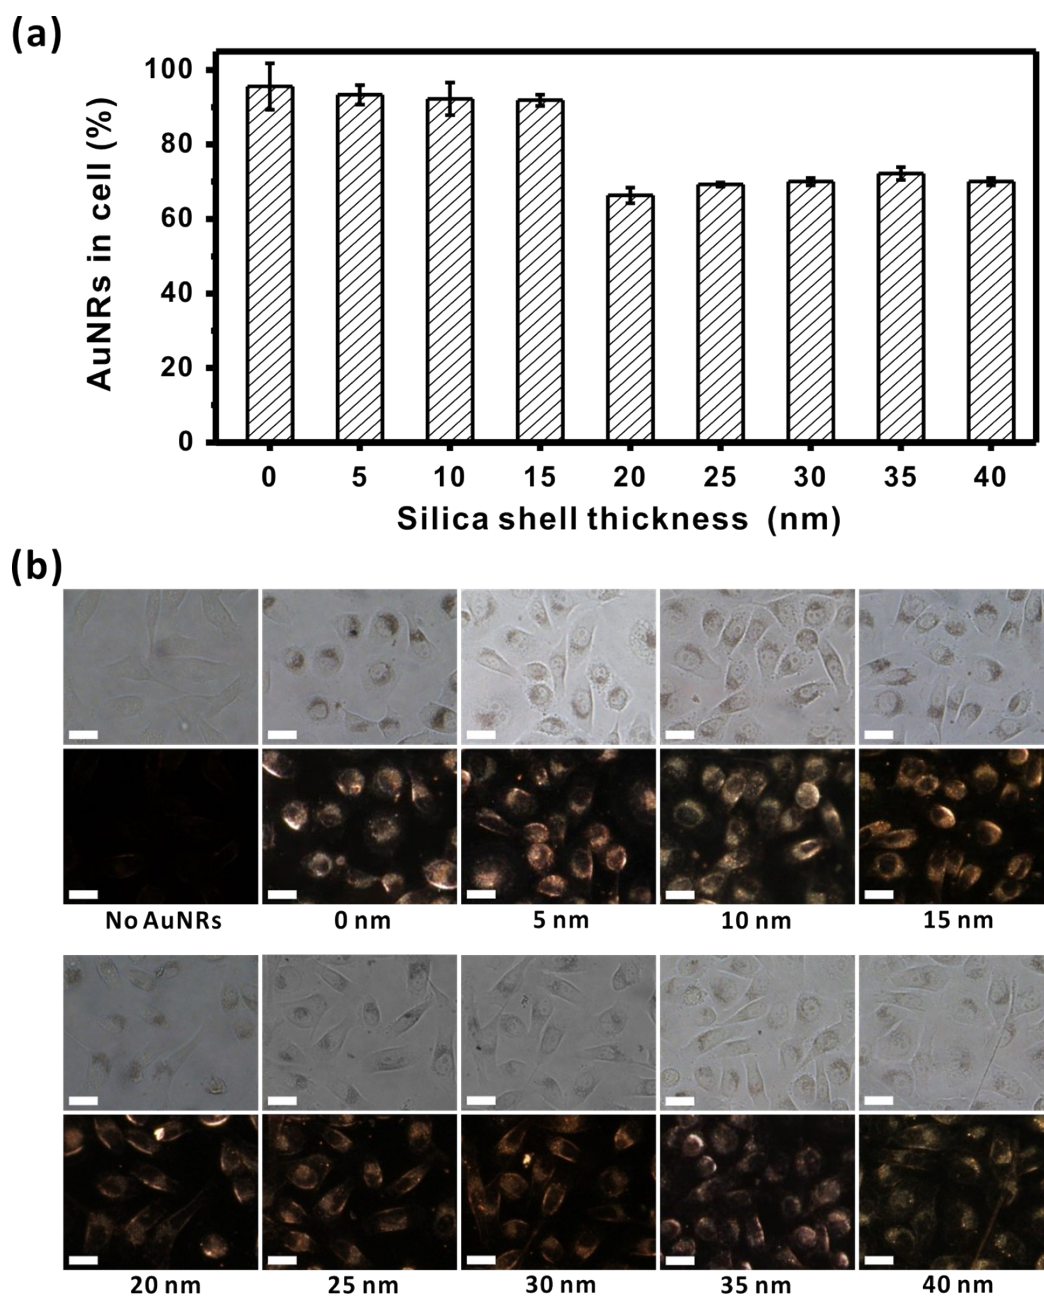 (a)
AuNRs in cell (%)
100
80
60
40
20
0
0 5 10 15 20 25 30 35 40
Silica shell thickness (nm)
(b)
No AuNRs 0 nm 5 nm 10 nm 15 nm
20 nm 25 nm 30 nm 35 nm 40 nm